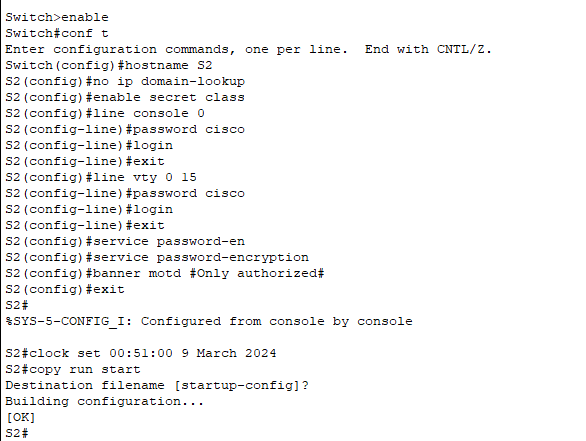 Switch>enable
Switch#conf t
Enter configuration commands, one per line.  End with CNTL/Z.
Switch(config)#hostname S2
S2(config)#no ip domain-lookup
S2(config)#enable secret class
S2(config)#line console 0
S2(config-line)#password cisco
S2(config-line)#login
S2(config-line)#exit
S2(config)#line vty 0 15
S2(config-line)#password cisco
S2(config-line)#login
S2(config-line)#exit
S2(config)#service password-en
S2(config)#service password-encryption
S2(config)#banner motd #Only authorized#
S2(config)#exit
S2#
%SYS-5-CONFIG_I: Configured from console by console

S2#clock set 00:51:00 9 March 2024
S2#copy run start
Destination filename [startup-config]?
Building configuration...
[OK]
S2#